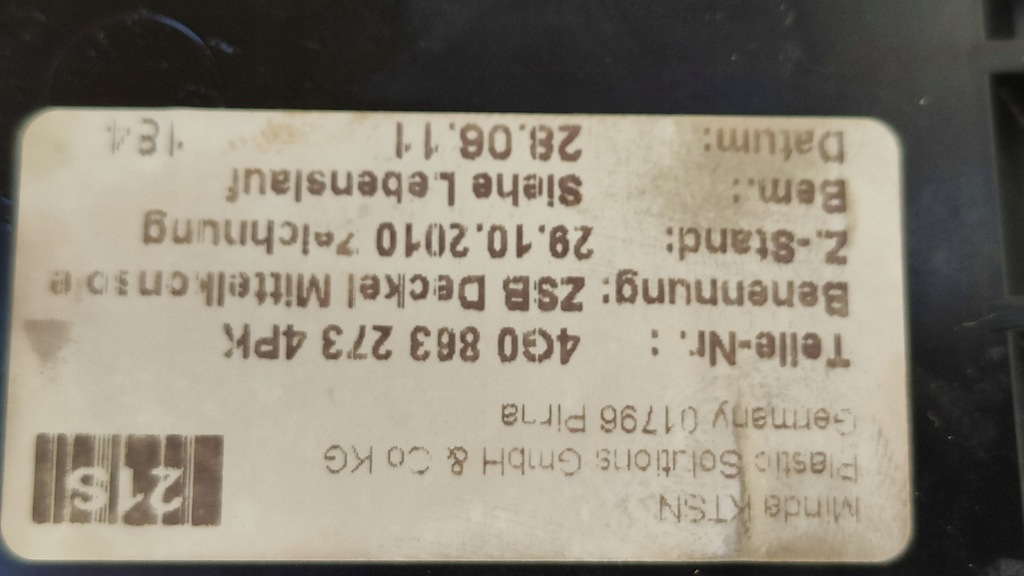 Minda KTSN
Plastic Solutions GmbH & Co KG
Germany 01796 Pirna
21S
Teile-Nr. : 4G0 863 273 4PK
Benennung: ZSB Deckel Mittelkonsole
Z.-Stand: 29.10.2010 Zeichnung
Bem.: Siehe Lebenslauf
Datum: 28.06.11 184